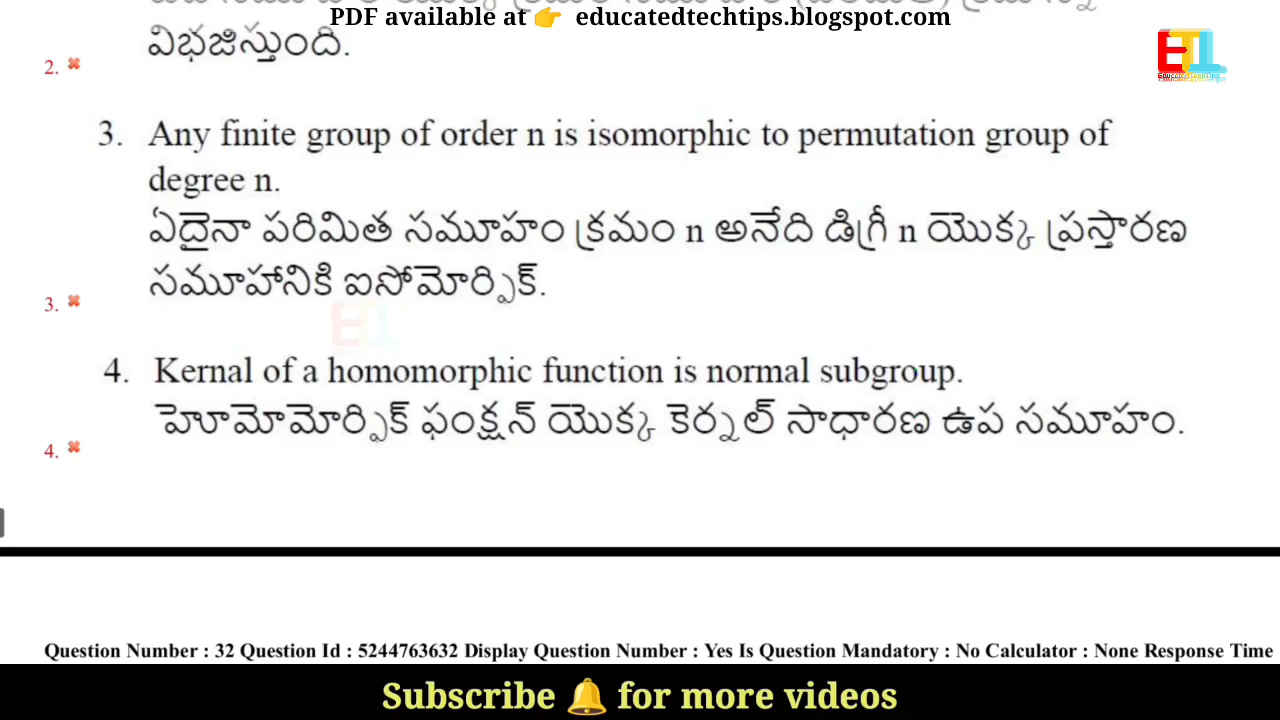 PDF available at 👉 educatedtechtips.blogspot.com
విభజిస్తుంది.
2. ✖
3. Any finite group of order n is isomorphic to permutation group of
degree n.
ఏదైనా పరిమిత సమూహం క్రమం n అనేది డిగ్రీ n యొక్క ప్రస్తారణ
సమూహానికి ఐసోమోర్ఫిక్.
3. ✖
4. Kernal of a homomorphic function is normal subgroup.
హెూమోమోర్ఫిక్ ఫంక్షన్ యొక్క కెర్నల్ సాధారణ ఉప సమూహం.
4. ✖
Question Number : 32 Question Id : 5244763632 Display Question Number : Yes Is Question Mandatory : No Calculator : None Response Time
Subscribe 🔔 for more videos